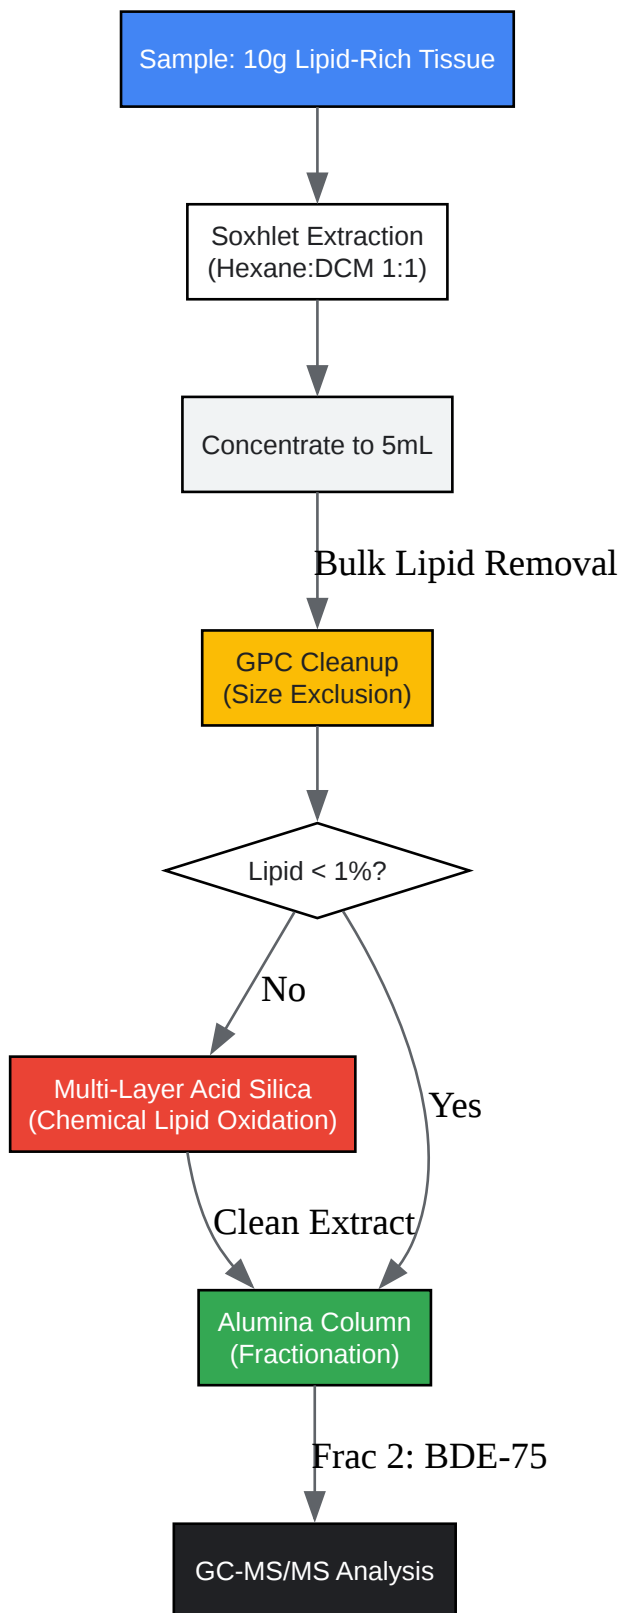 Sample: 10g Lipid-Rich Tissue
Soxhlet Extraction
(Hexane:DCM 1:1)
Concentrate to 5mL
Bulk Lipid Removal
GPC Cleanup
(Size Exclusion)
Lipid < 1%?
No
Multi-Layer Acid Silica
(Chemical Lipid Oxidation)
Yes
Clean Extract
Alumina Column
(Fractionation)
Frac 2: BDE-75
GC-MS/MS Analysis